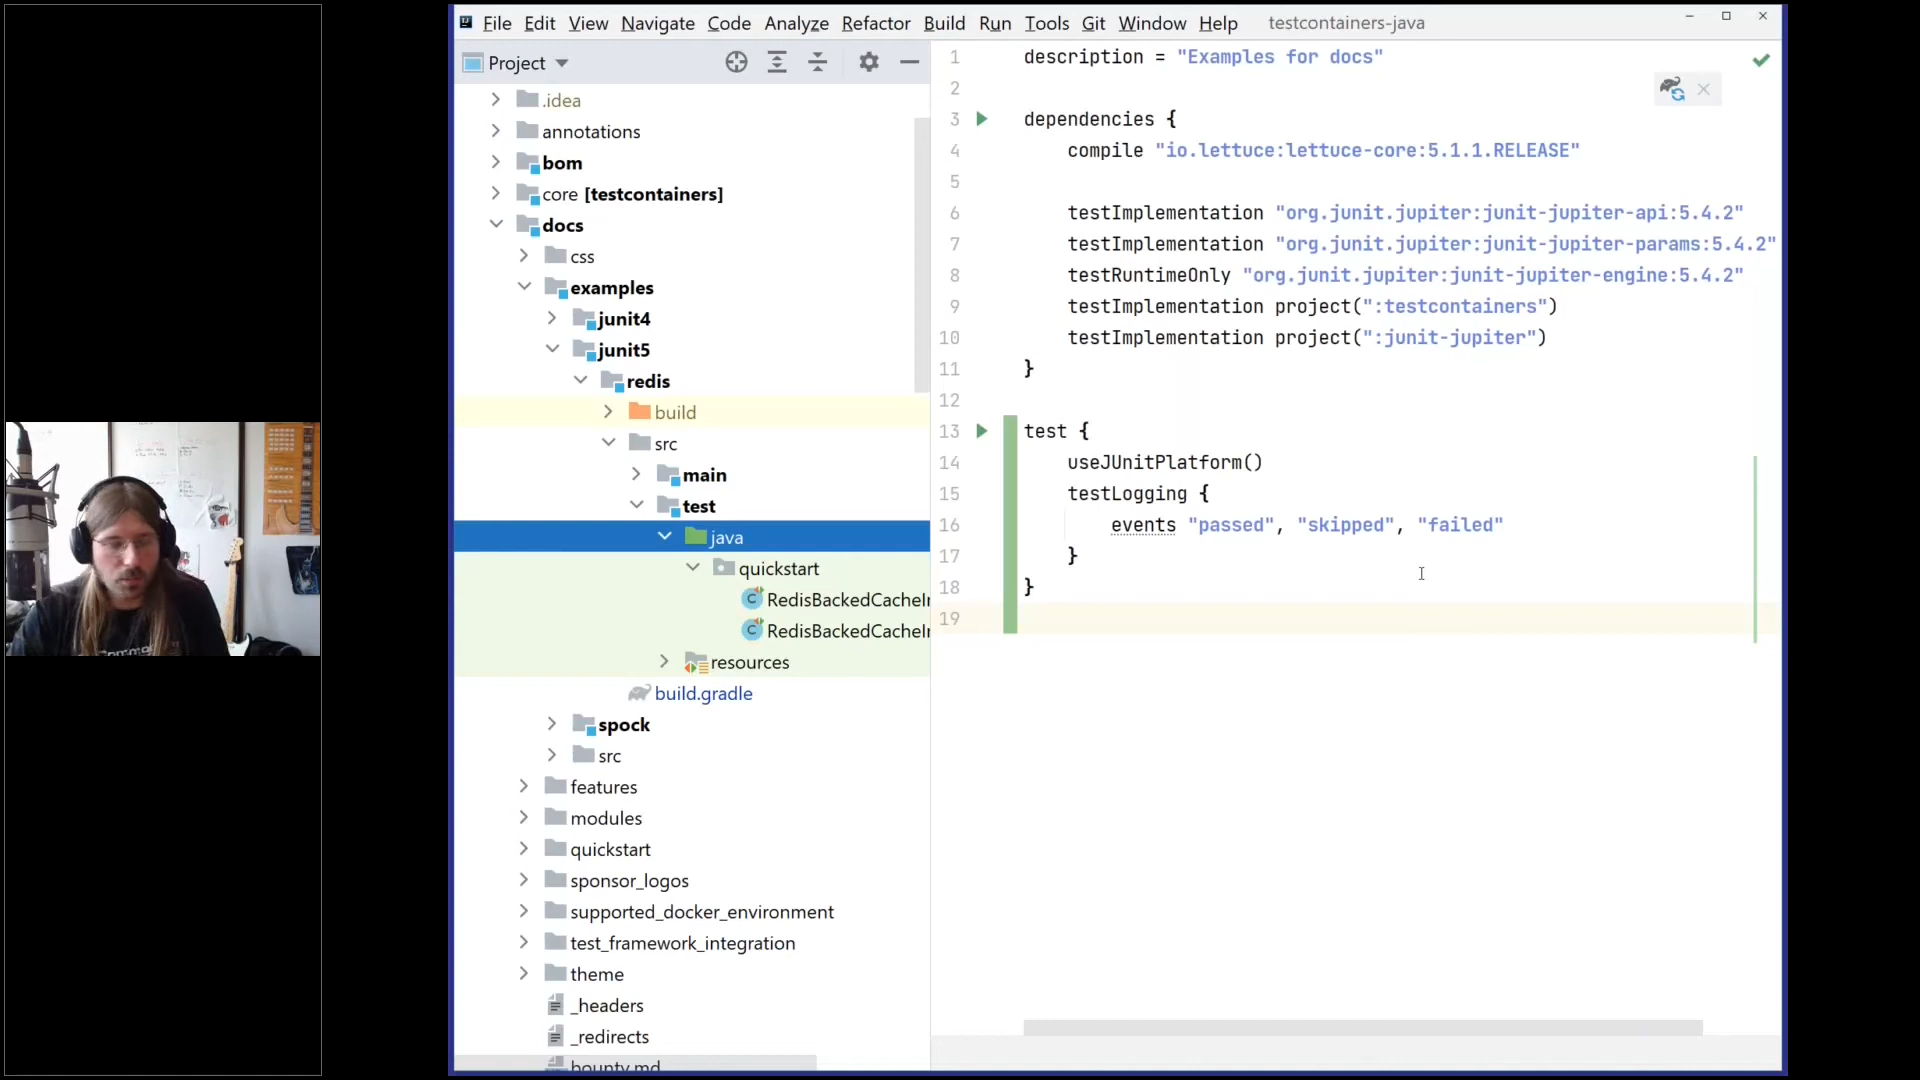 File Edit View Navigate Code Analyze Refactor Build Run Tools Git Window Help testcontainers-java
Project
.idea
annotations
bom
core [testcontainers]
docs
css
examples
junit4
junit5
redis
build
src
main
test
java
quickstart
RedisBackedCacheI
RedisBackedCacheI
resources
build.gradle
spock
src
features
modules
quickstart
sponsor_logos
supported_docker_environment
test_framework_integration
theme
_headers
_redirects
bounty.md
1 description = "Examples for docs"
2
3 dependencies {
4 compile "io.lettuce:lettuce-core:5.1.1.RELEASE"
5
6 testImplementation "org.junit.jupiter:junit-jupiter-api:5.4.2"
7 testImplementation "org.junit.jupiter:junit-jupiter-params:5.4.2"
8 testRuntimeOnly "org.junit.jupiter:junit-jupiter-engine:5.4.2"
9 testImplementation project(":testcontainers")
10 testImplementation project(":junit-jupiter")
11 }
12
13 test {
14 useJUnitPlatform()
15 testLogging {
16 events "passed", "skipped", "failed"
17 }
18 }
19